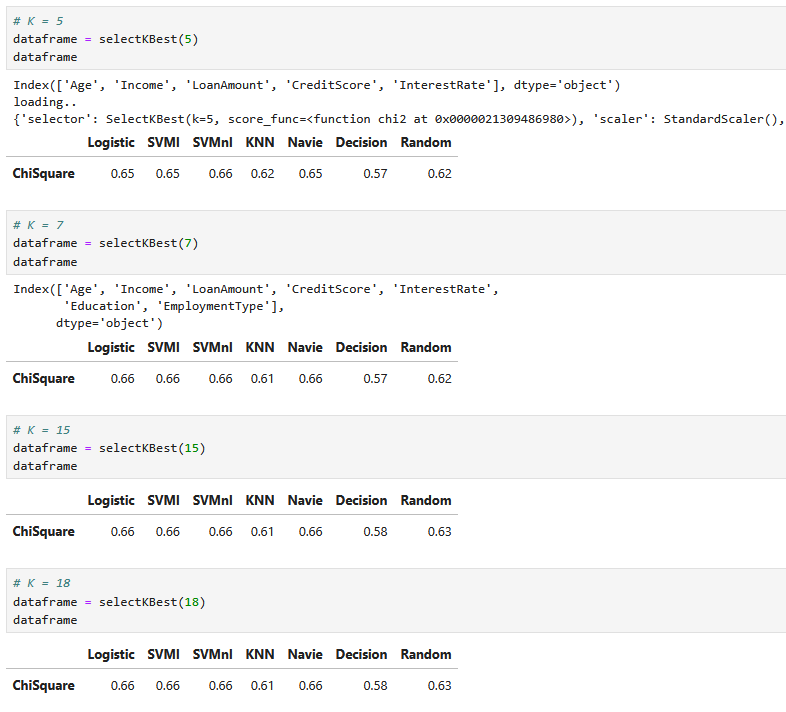 # K = 5
dataframe = selectKBest(5)
dataframe
Index(['Age', 'Income', 'LoanAmount', 'CreditScore', 'InterestRate'], dtype='object')
loading..
{'selector': SelectKBest(k=5, score_func=<function chi2 at 0x0000021309486980>), 'scaler': StandardScaler(),
Logistic SVMl SVMnl KNN Navie Decision Random
ChiSquare 0.65 0.65 0.66 0.62 0.65 0.57 0.62
# K = 7
dataframe = selectKBest(7)
dataframe
Index(['Age', 'Income', 'LoanAmount', 'CreditScore', 'InterestRate',
'Education', 'EmploymentType'],
dtype='object')
Logistic SVMl SVMnl KNN Navie Decision Random
ChiSquare 0.66 0.66 0.66 0.61 0.66 0.57 0.62
# K = 15
dataframe = selectKBest(15)
dataframe
Logistic SVMl SVMnl KNN Navie Decision Random
ChiSquare 0.66 0.66 0.66 0.61 0.66 0.58 0.63
# K = 18
dataframe = selectKBest(18)
dataframe
Logistic SVMl SVMnl KNN Navie Decision Random
ChiSquare 0.66 0.66 0.66 0.61 0.66 0.58 0.63